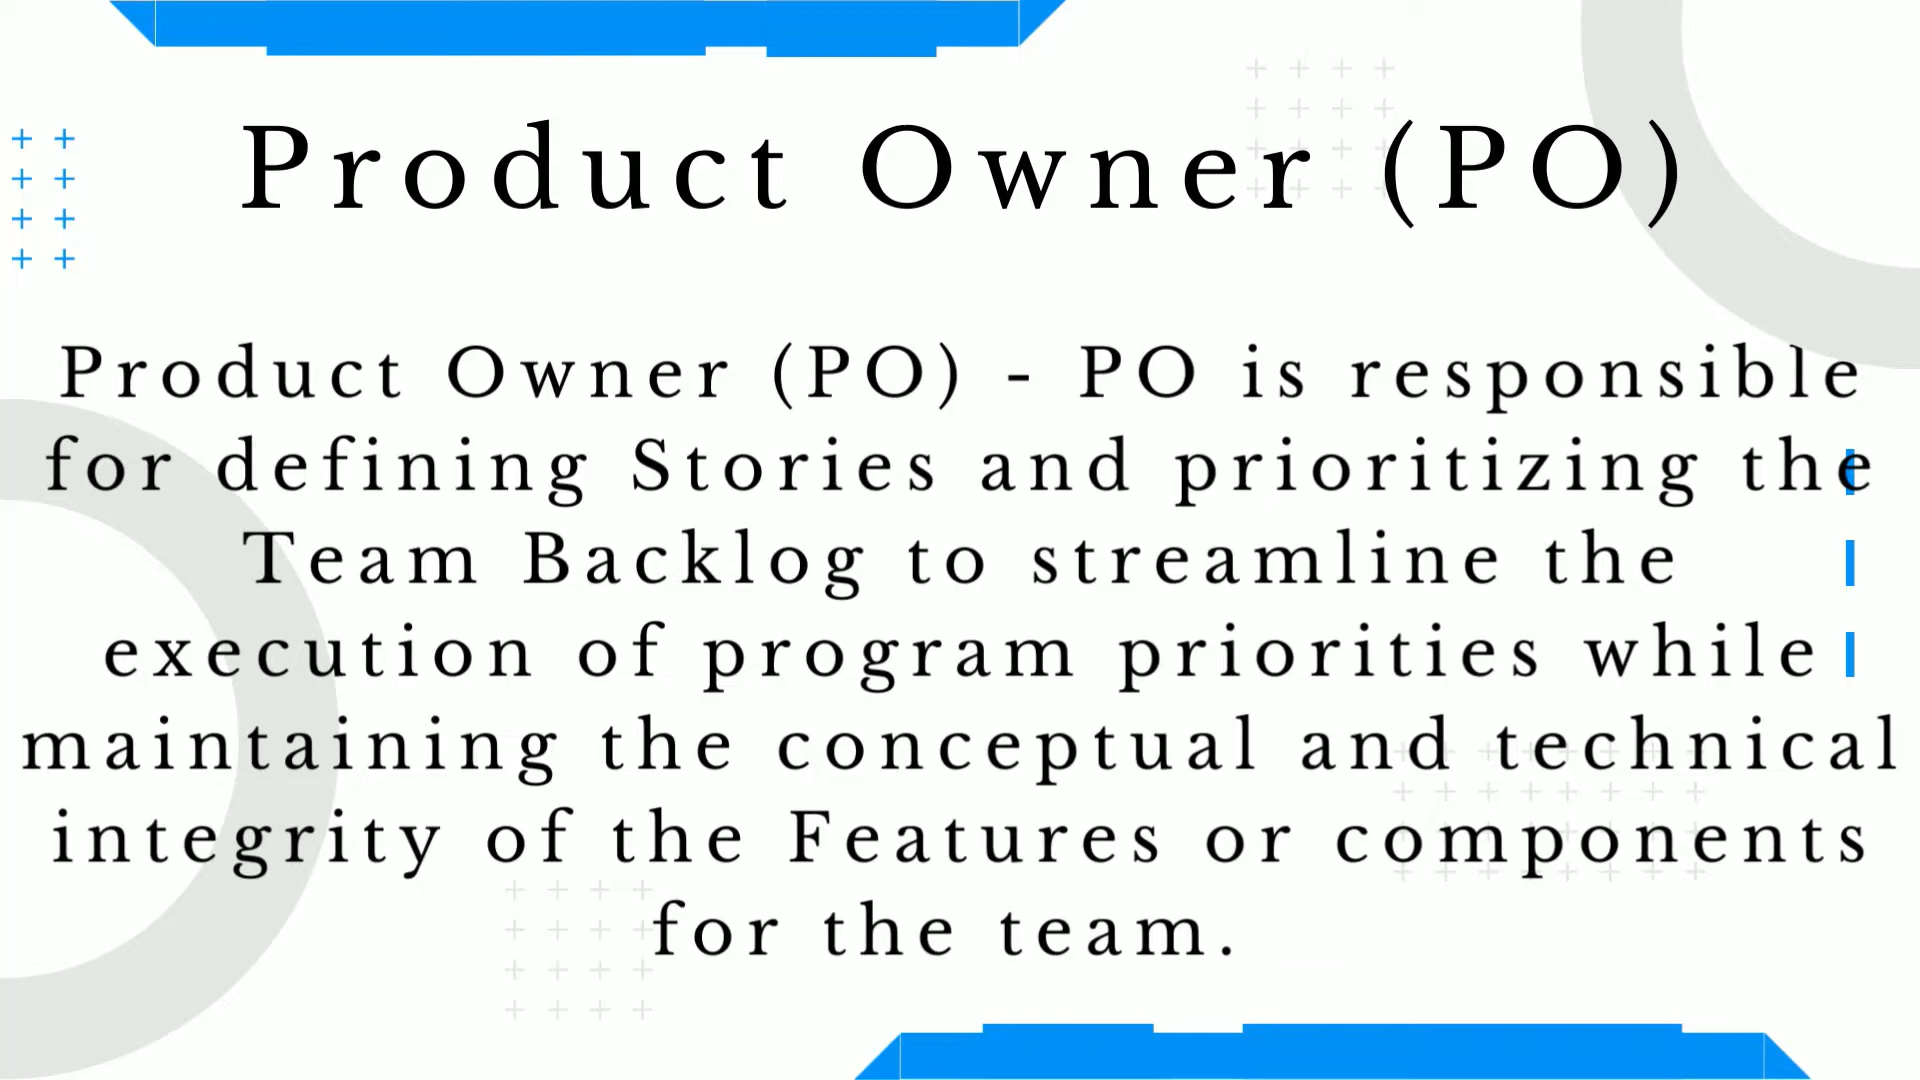 Product Owner (PO)
Product Owner (PO) - PO is responsible
for defining Stories and prioritizing the
Team Backlog to streamline the
execution of program priorities while
maintaining the conceptual and technical
integrity of the Features or components
for the team.